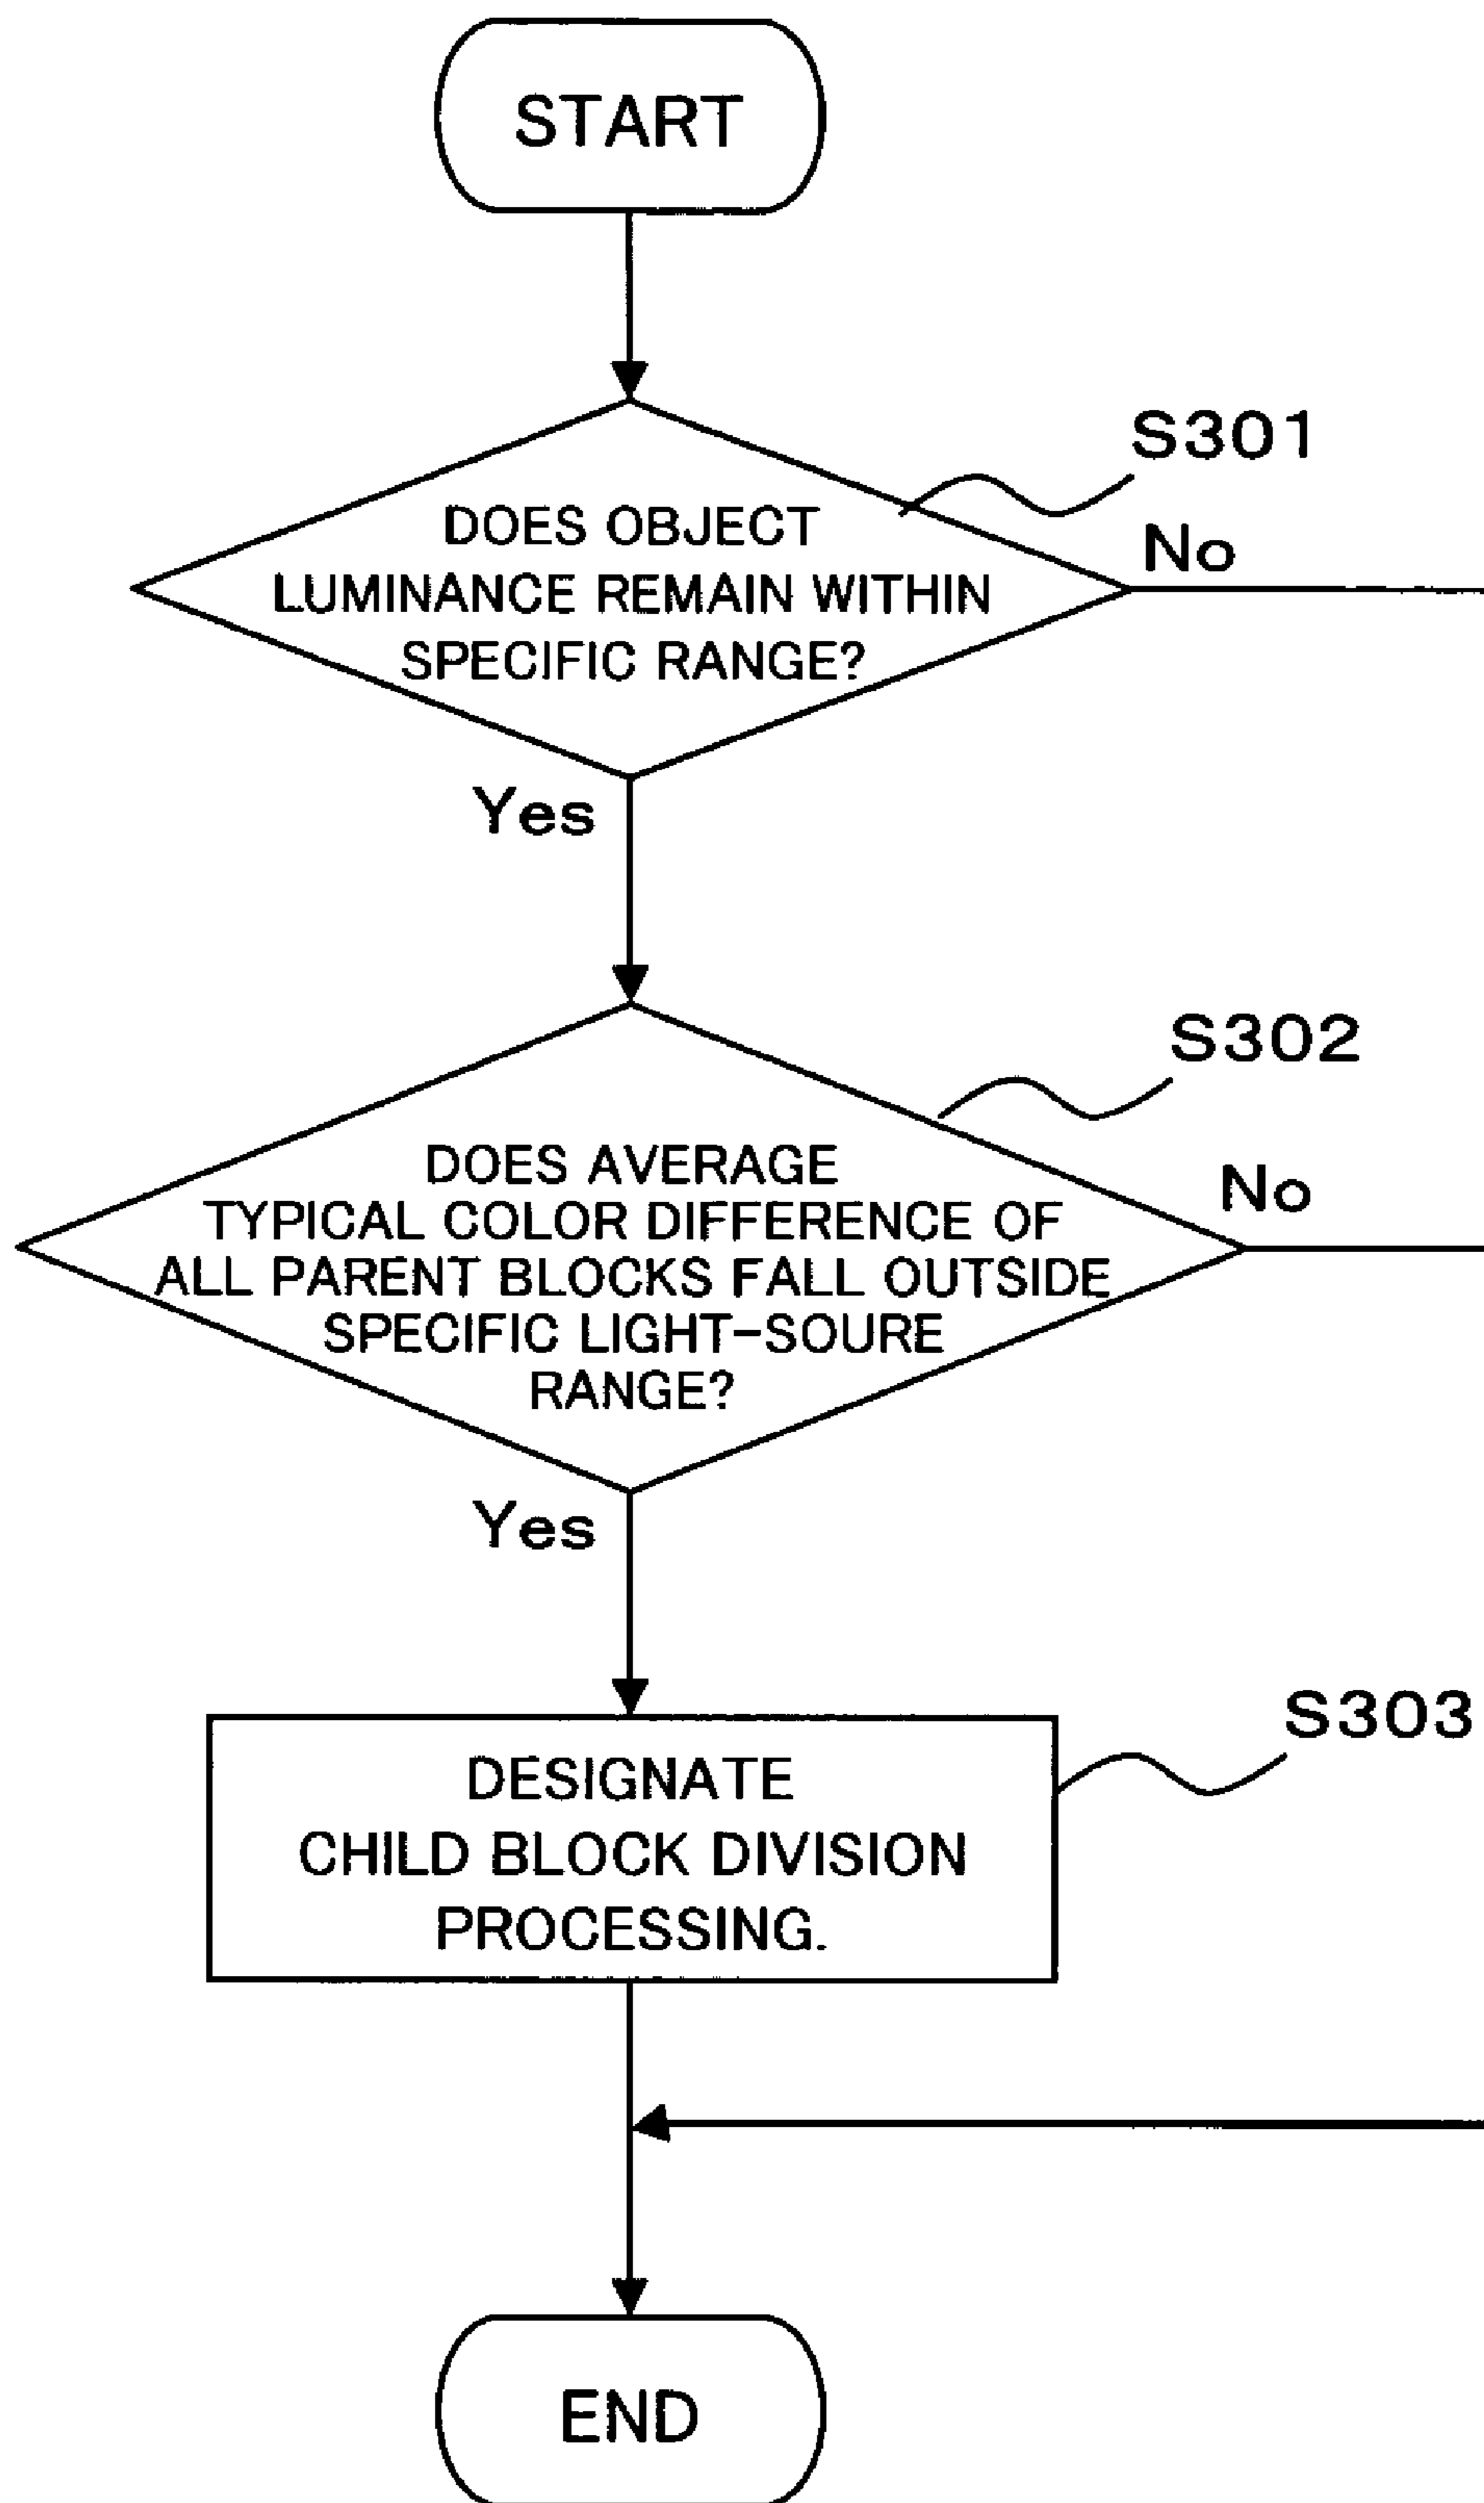 START
S301
DOES OBJECT
LUMINANCE REMAIN WITHIN
SPECIFIC RANGE?
No
Yes
S302
DOES AVERAGE
TYPICAL COLOR DIFFERENCE OF
ALL PARENT BLOCKS FALL OUTSIDE
SPECIFIC LIGHT-SOURE
RANGE?
No
Yes
S303
DESIGNATE
CHILD BLOCK DIVISION
PROCESSING.
END